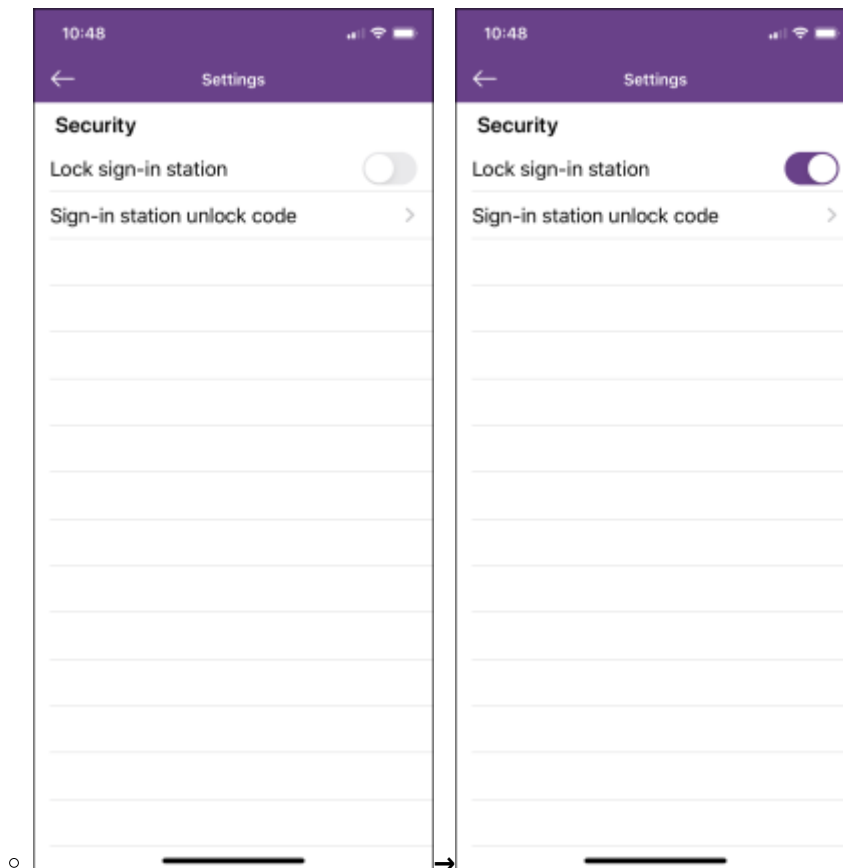 10:48
Settings
Security
Lock sign-in station
Sign-in station unlock code
10:48
Settings
Security
Lock sign-in station
Sign-in station unlock code